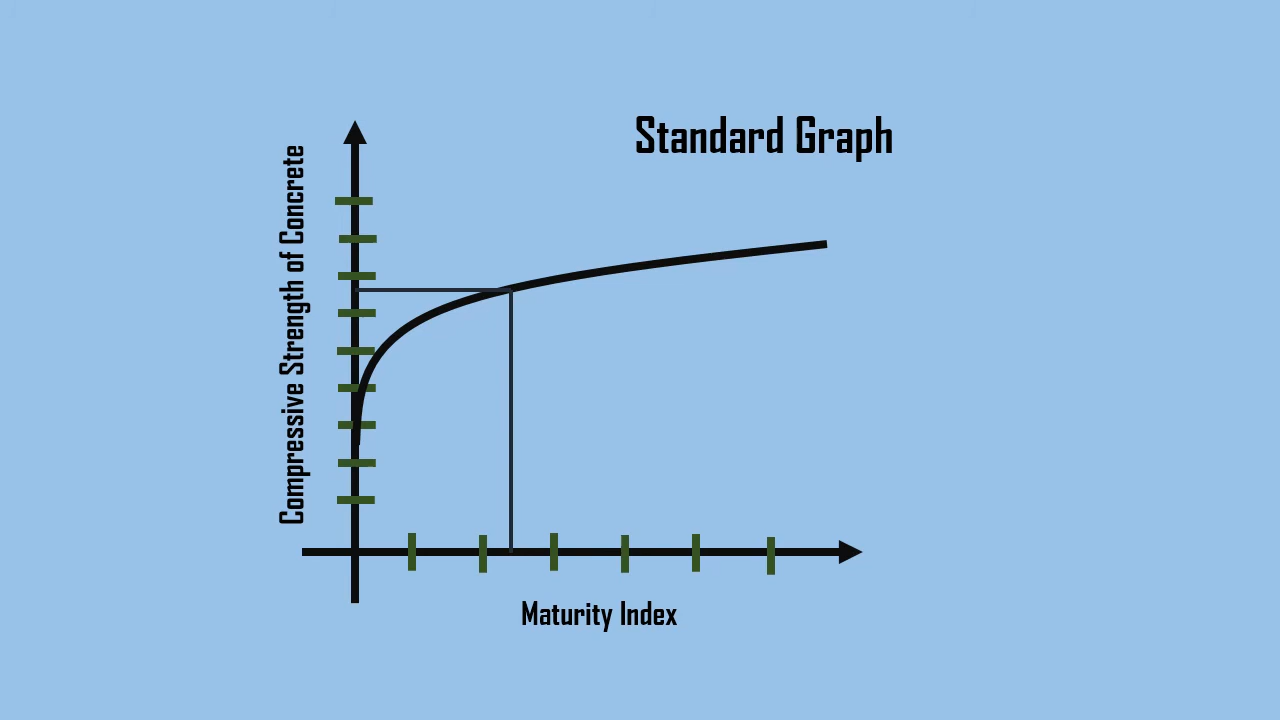 Standard Graph
Compressive Strength of Concrete
Maturity Index